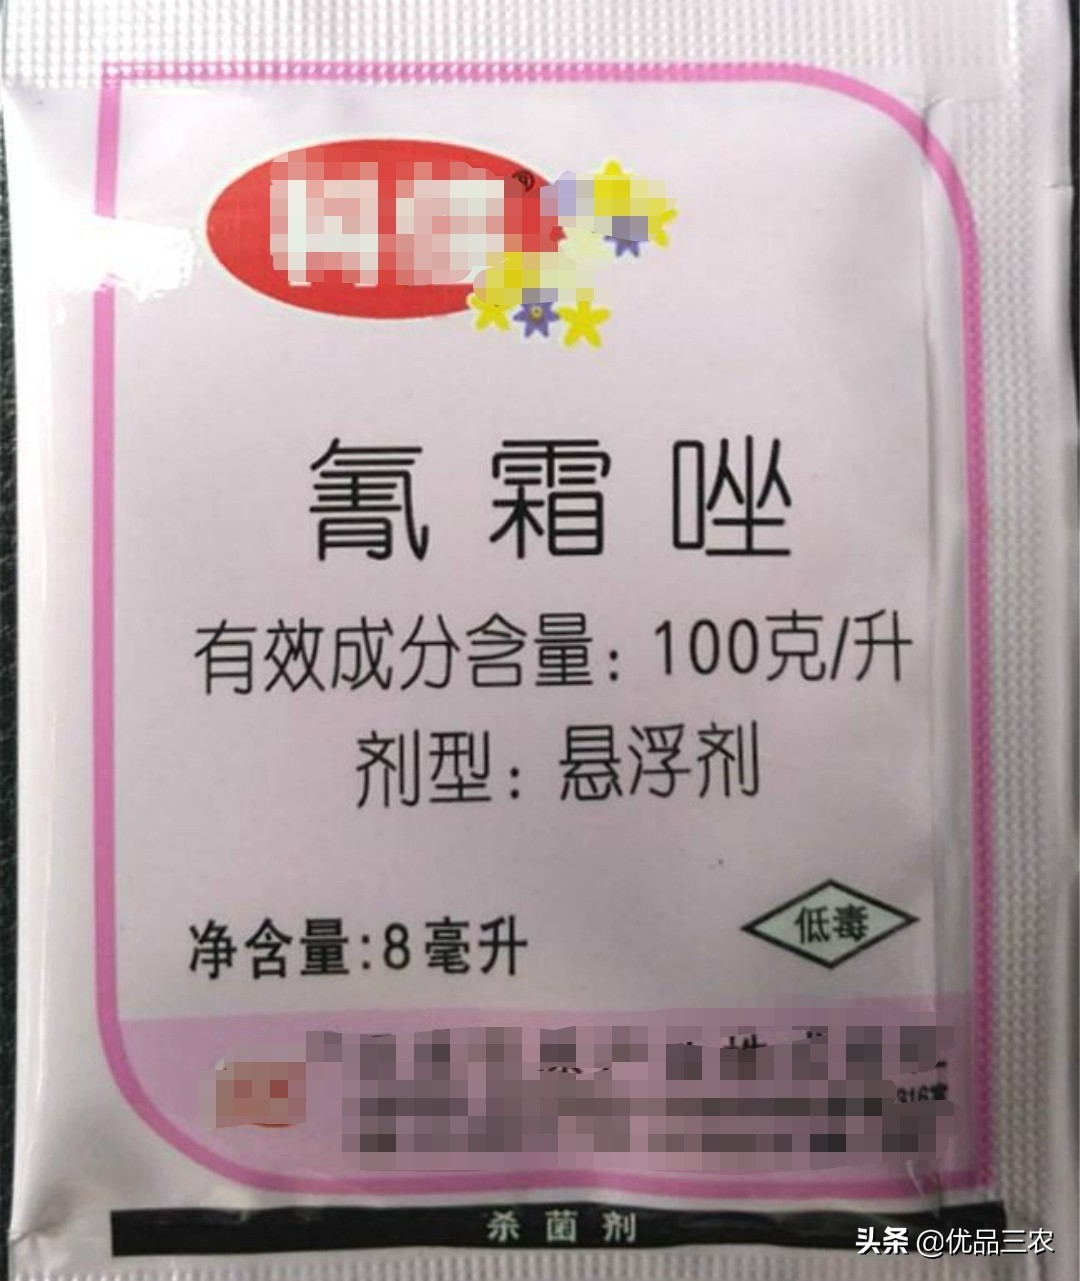 氰霜唑
有效成分含量：100克/升
剂型：悬浮剂
净含量:8毫升
低毒
杀菌剂
头条 @优品三农